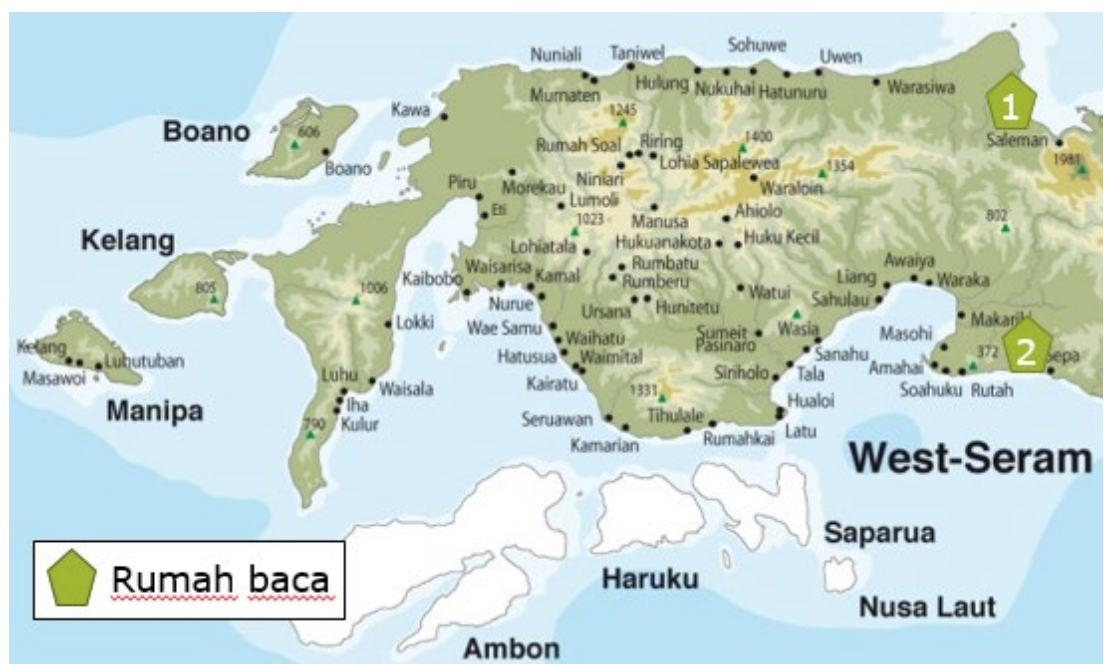 Nuniali
Taniwel
Sohuwe
Uwen
Murnaten
Hulung
Nukuhai
Hatunuru
Warasiwa
1
Kawa
Boano
606
Boano
1245
Rumah Soal
Riring
1400
Lohia Sapalewea
1354
Saleman
1981
Niniari
Waraloin
Piru
Morekau
Lumoli
Eti
1023
Manusa
Ahiolo
802
Kelang
Lohiatala
Hukuanakota
Huku Kecil
Kaibobo
Waisarisa
Kamal
Rumbatu
Rumberu
Awaiya
Liang
Waraka
805
1006
Nurue
Ursana
Hunitetu
Watui
Sahulau
Lokki
Wae Samu
Sumeit
Pasinaro
Wasia
Makariki
Kelang
Luhutuban
Masawoi
Waihatu
Hatusua
Waimital
Sanahu
Masohi
372
2
Sepa
Manipa
Luhu
Waisala
Kairatu
Sinholo
Tala
Amahai
Soahuku
Rutah
Iha
Kulur
1331
Seruawan
Tihulale
Hualoi
790
Kamarian
Rumahkai
Latu
West-Seram
Saparua
Rumah baca
Haruku
Nusa Laut
Ambon